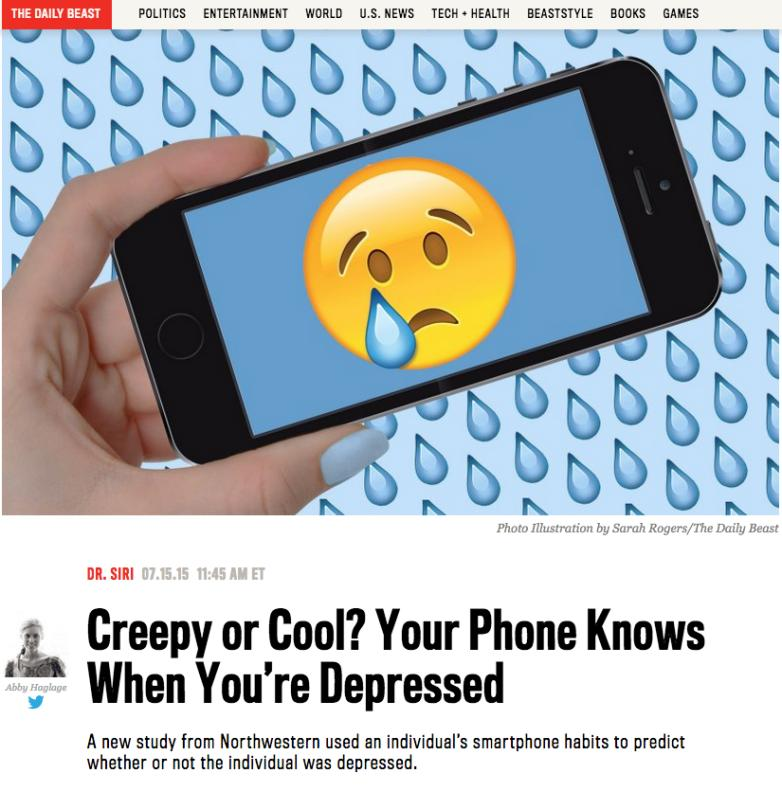 THE DAILY BEAST POLITICS ENTERTAINMENT WORLD U.S. NEWS TECH + HEALTH BEASTSTYLE BOOKS GAMES
Photo Illustration by Sarah Rogers/The Daily Beast
DR. SIRI 07.15.15 11:45 AM ET
Creepy or Cool? Your Phone Knows
When You're Depressed
Abby Haglage
A new study from Northwestern used an individual's smartphone habits to predict
whether or not the individual was depressed.